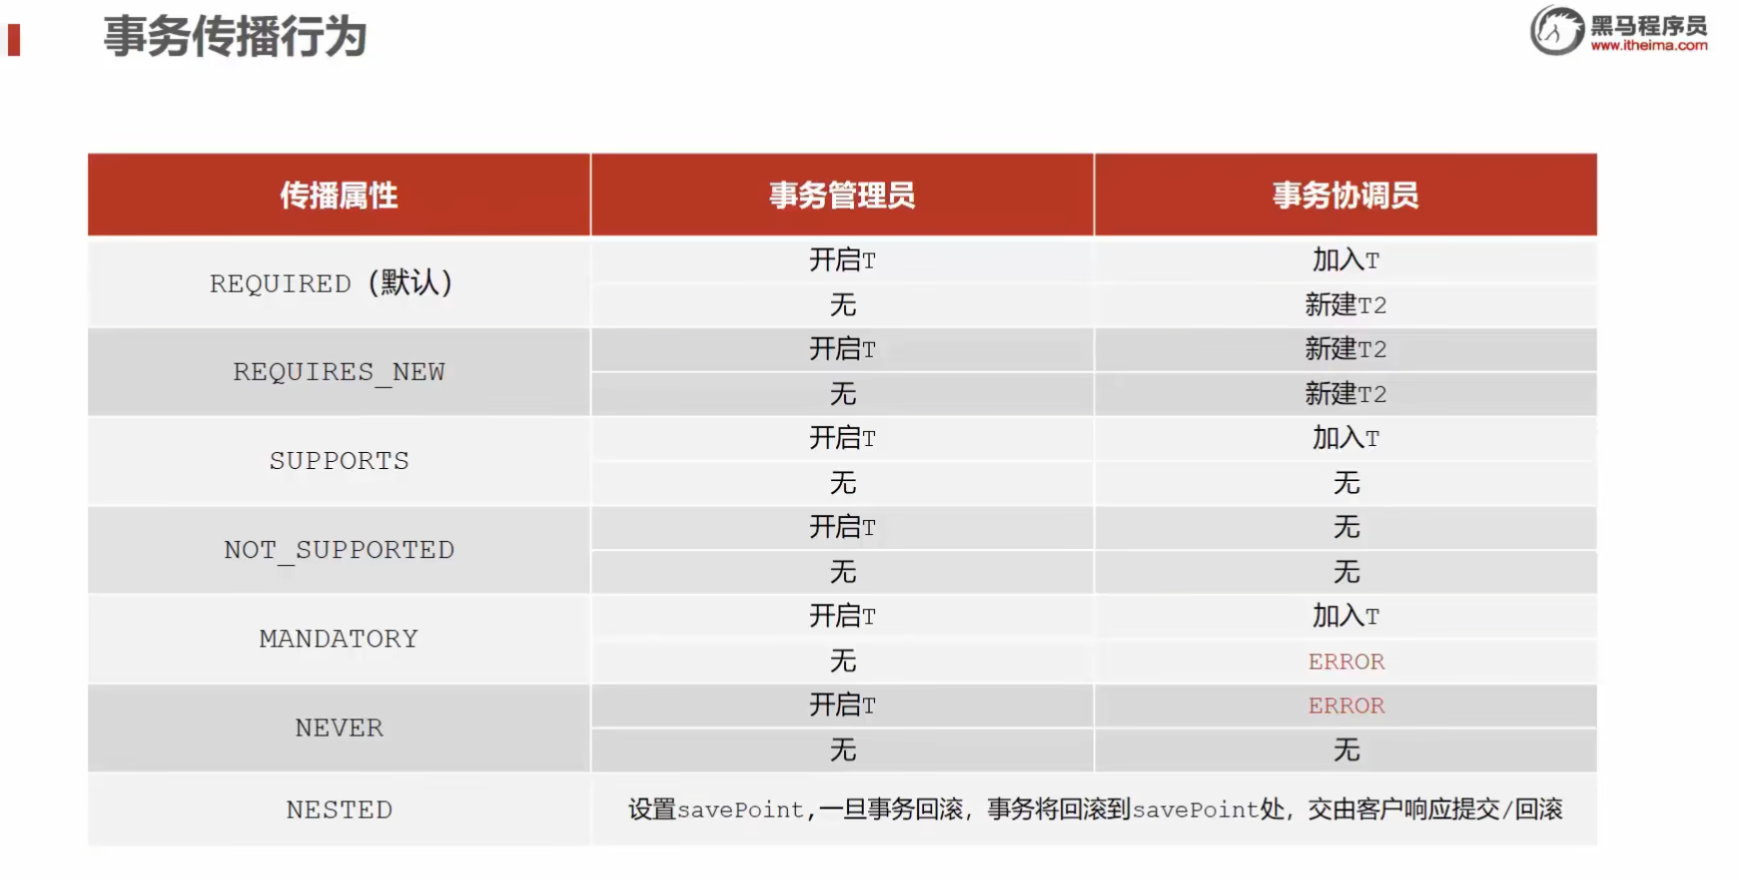 事务传播行为
黑马程序员
www.itheima.com
传播属性 事务管理员 事务协调员
REQUIRED（默认） 开启T 加入T
无 新建T2
REQUIRES_NEW 开启T 新建T2
无 新建T2
SUPPORTS 开启T 加入T
无 无
NOT_SUPPORTED 开启T 无
无 无
MANDATORY 开启T 加入T
无 ERROR
NEVER 开启T ERROR
无 无
NESTED 设置savePoint,一旦事务回滚，事务将回滚到savePoint处，交由客户响应提交/回滚